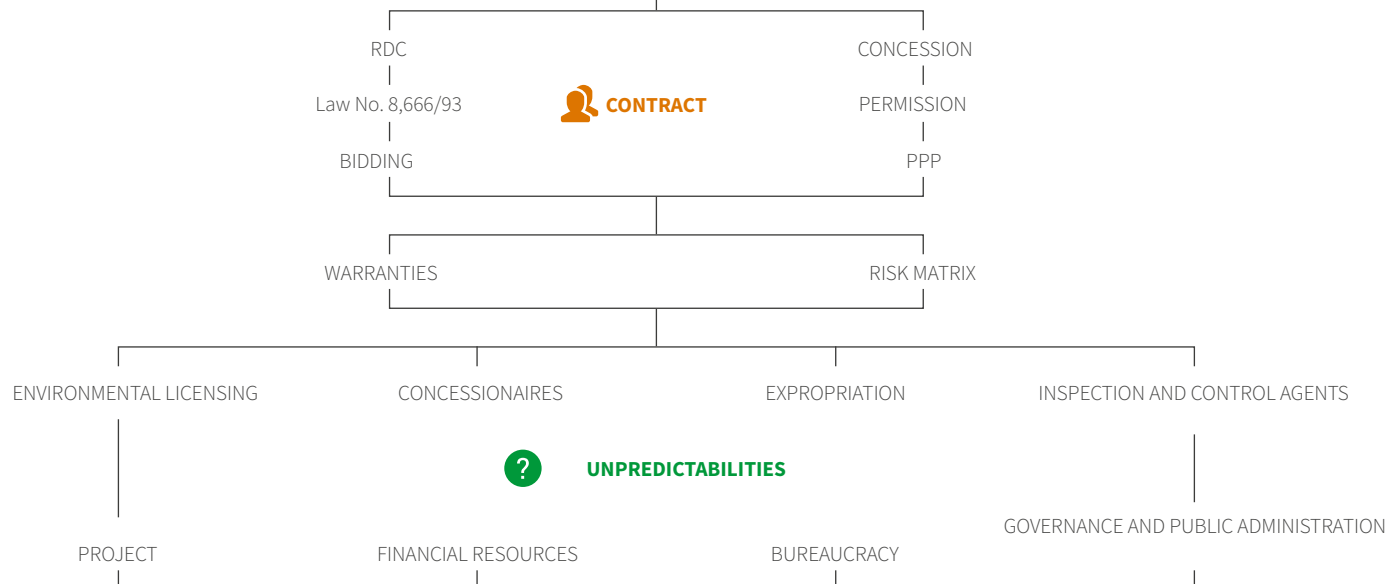 RDC
CONCESSION
Law No. 8,666/93
CONTRACT
PERMISSION
BIDDING
PPP
WARRANTIES
RISK MATRIX
ENVIRONMENTAL LICENSING
CONCESSIONAIRES
EXPROPRIATION
INSPECTION AND CONTROL AGENTS
?
UNPREDICTABILITIES
GOVERNANCE AND PUBLIC ADMINISTRATION
PROJECT
FINANCIAL RESOURCES
BUREAUCRACY